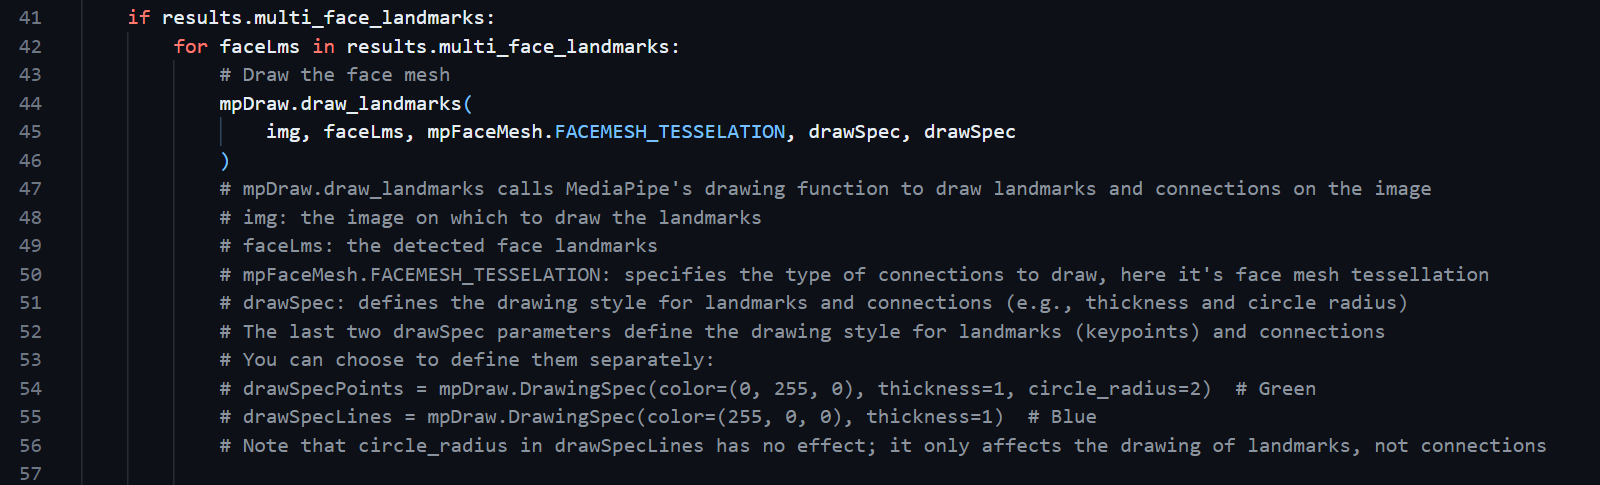 41 if results.multi_face_landmarks:
42 for faceLms in results.multi_face_landmarks:
43 # Draw the face mesh
44 mpDraw.draw_landmarks(
45 img, faceLms, mpFaceMesh.FACEMESH_TESSELATION, drawSpec, drawSpec
46 )
47 # mpDraw.draw_landmarks calls MediaPipe's drawing function to draw landmarks and connections on the image
48 # img: the image on which to draw the landmarks
49 # faceLms: the detected face landmarks
50 # mpFaceMesh.FACEMESH_TESSELATION: specifies the type of connections to draw, here it's face mesh tessellation
51 # drawSpec: defines the drawing style for landmarks and connections (e.g., thickness and circle radius)
52 # The last two drawSpec parameters define the drawing style for landmarks (keypoints) and connections
53 # You can choose to define them separately:
54 # drawSpecPoints = mpDraw.DrawingSpec(color=(0, 255, 0), thickness=1, circle_radius=2)  # Green
55 # drawSpecLines = mpDraw.DrawingSpec(color=(255, 0, 0), thickness=1)  # Blue
56 # Note that circle_radius in drawSpecLines has no effect; it only affects the drawing of landmarks, not connections
57